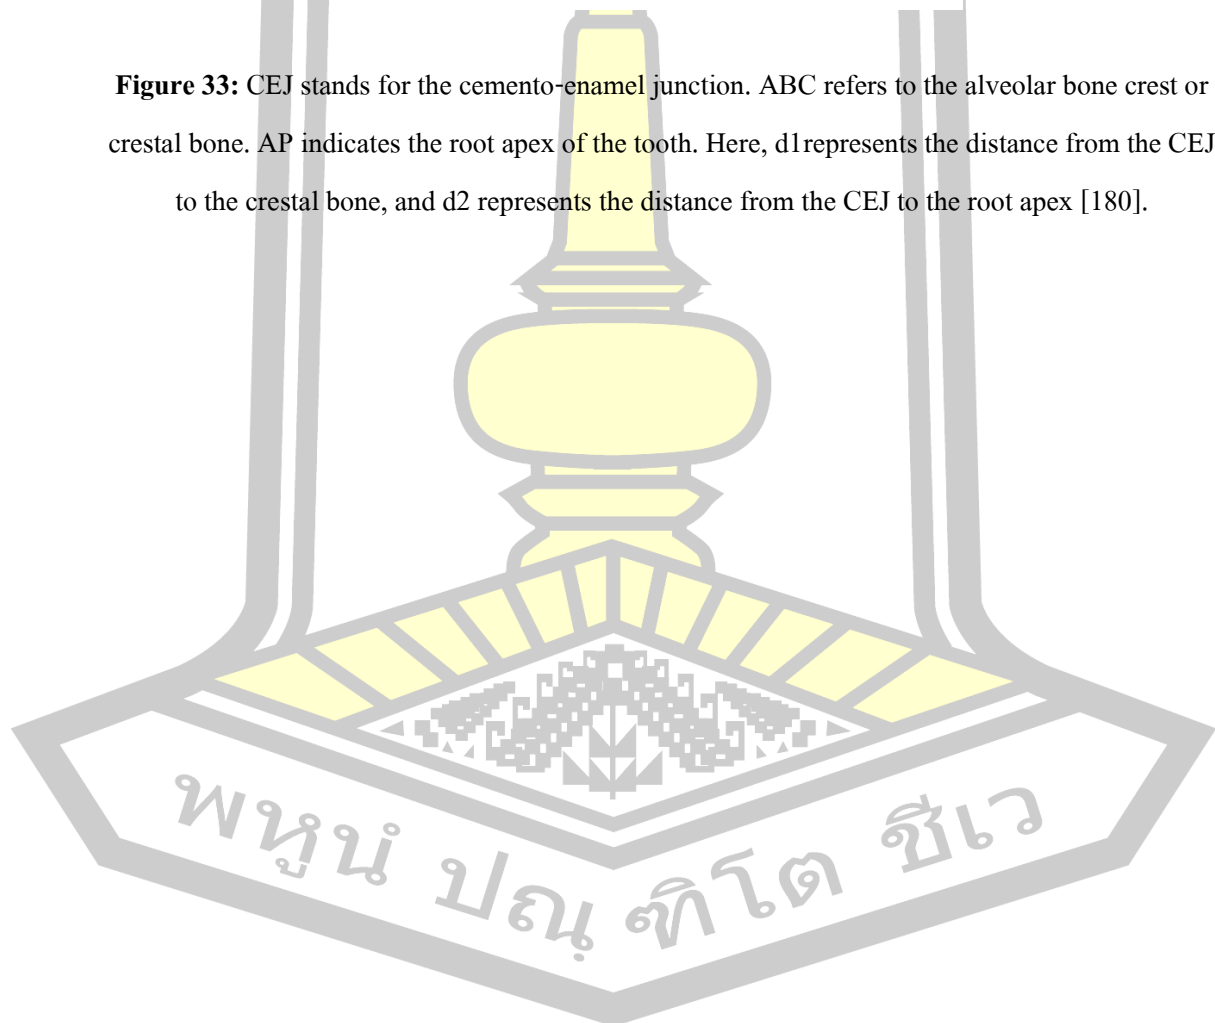 Figure 33: CEJ stands for the cemento-enamel junction. ABC refers to the alveolar bone crest or
crestal bone. AP indicates the root apex of the tooth. Here, d1represents the distance from the CEJ
to the crestal bone, and d2 represents the distance from the CEJ to the root apex [180].
พหูนํ ปณฺฑิโต ชีเว